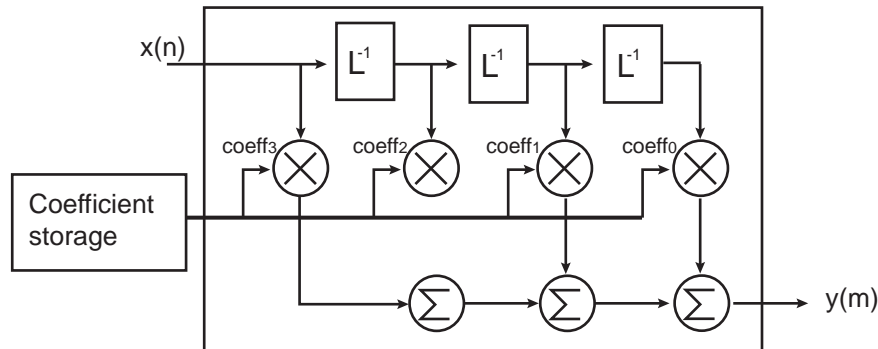 x(n)
L-1
L-1
L-1
coeff3
coeff2
coeff1
coeff0
Coefficient
storage
Σ
Σ
Σ
y(m)